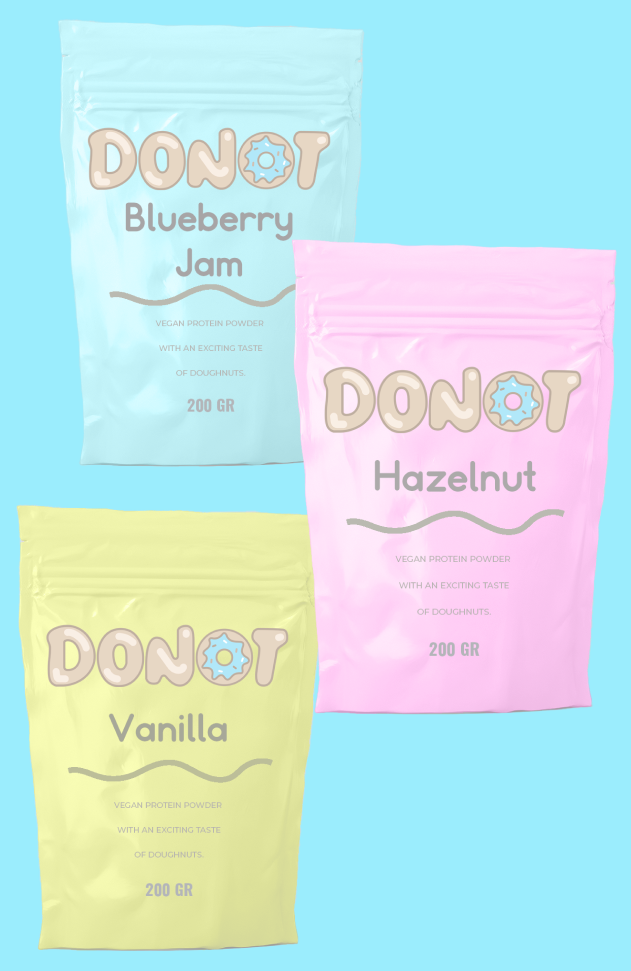 DONOT
Blueberry
Jam
VEGAN PROTEIN POWDER
WITH AN EXCITING TASTE
OF DOUGHNUTS.
200 GR
DONOT
Hazelnut
VEGAN PROTEIN POWDER
WITH AN EXCITING TASTE
OF DOUGHNUTS.
200 GR
DONOT
Vanilla
VEGAN PROTEIN POWDER
WITH AN EXCITING TASTE
OF DOUGHNUTS.
200 GR